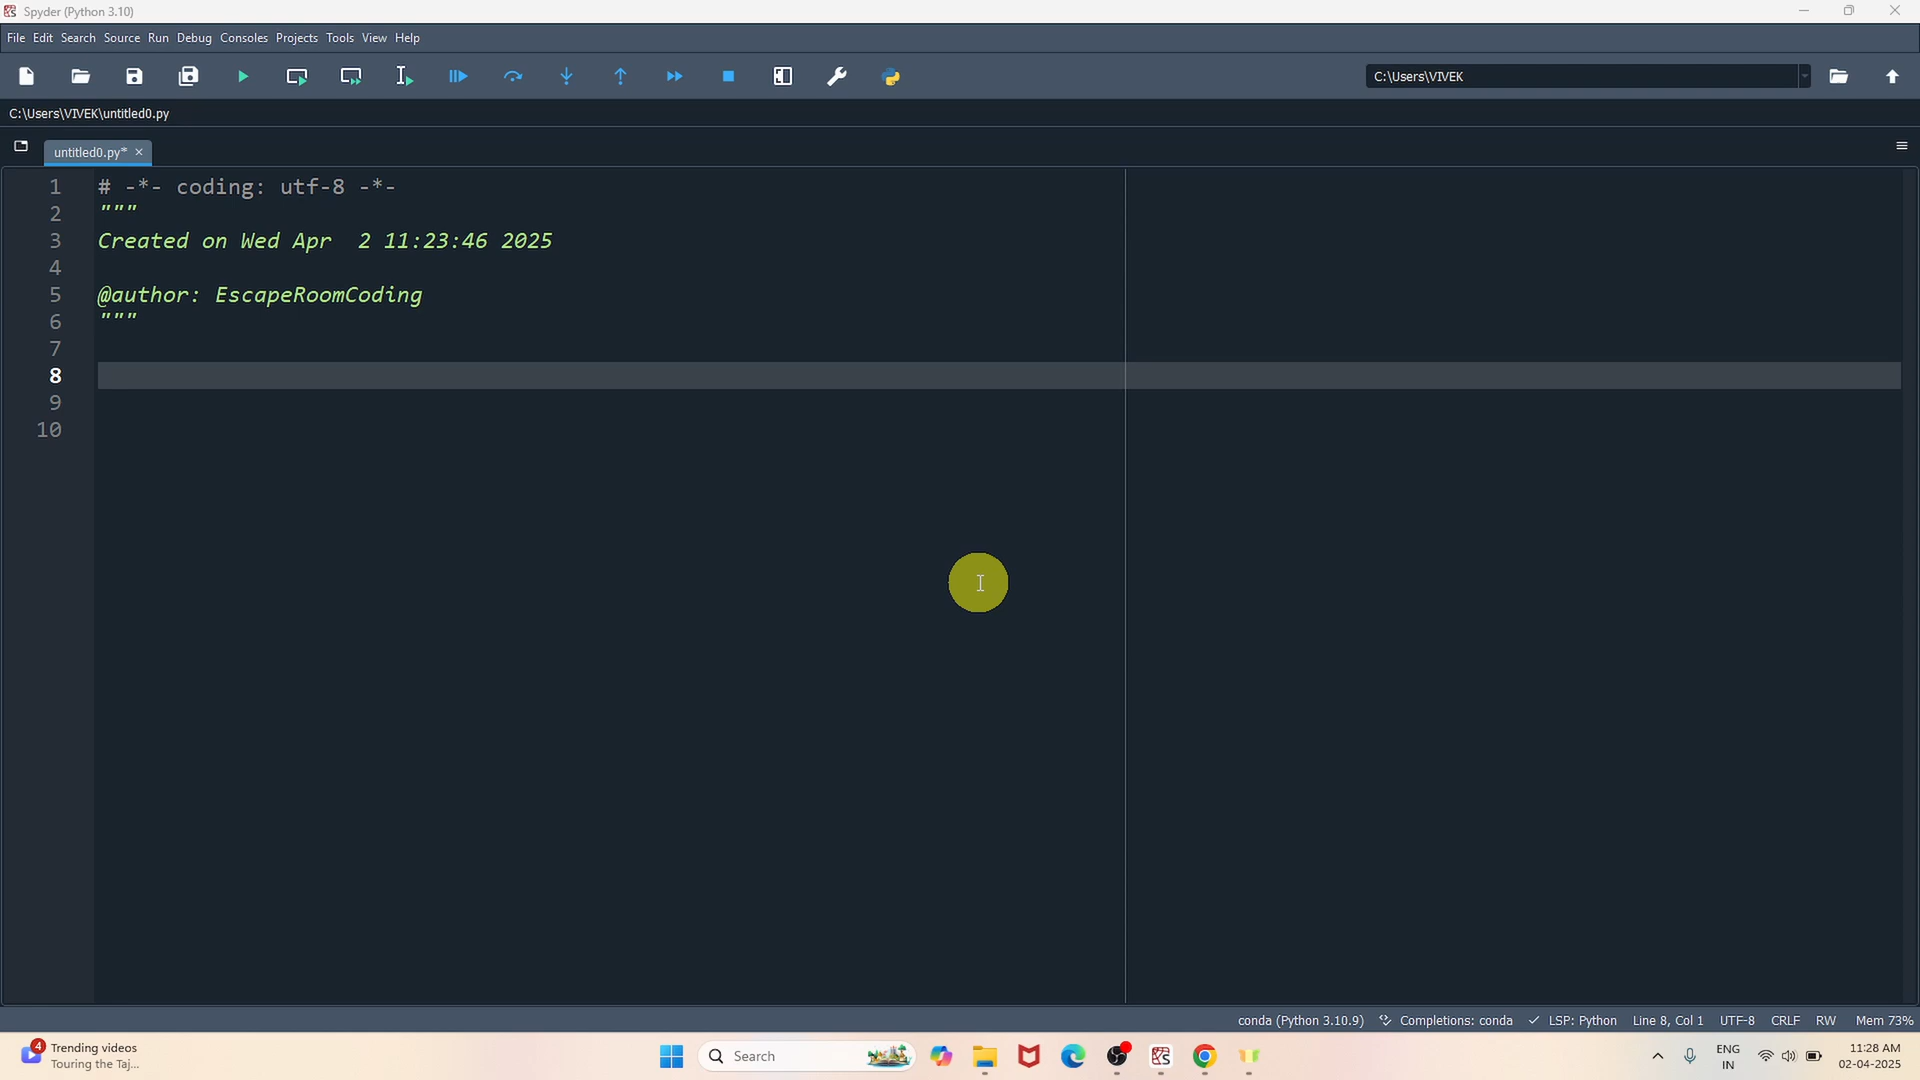 Spyder (Python 3.10)
File Edit Search Source Run Debug Consoles Projects Tools View Help
C:\Users\VIVEK
C:\Users\VIVEK\untitled0.py
untitled0.py*
1 # -*- coding: utf-8 -*-
2 """
3 Created on Wed Apr  2 11:23:46 2025
4
5 @author: EscapeRoomCoding
6 """
7
8
9
10
conda (Python 3.10.9) Completions: conda LSP: Python Line 8, Col 1 UTF-8 CRLF RW Mem 73%
4
Trending videos
Touring the Taj...
Search
ENG
IN
11:28 AM
02-04-2025